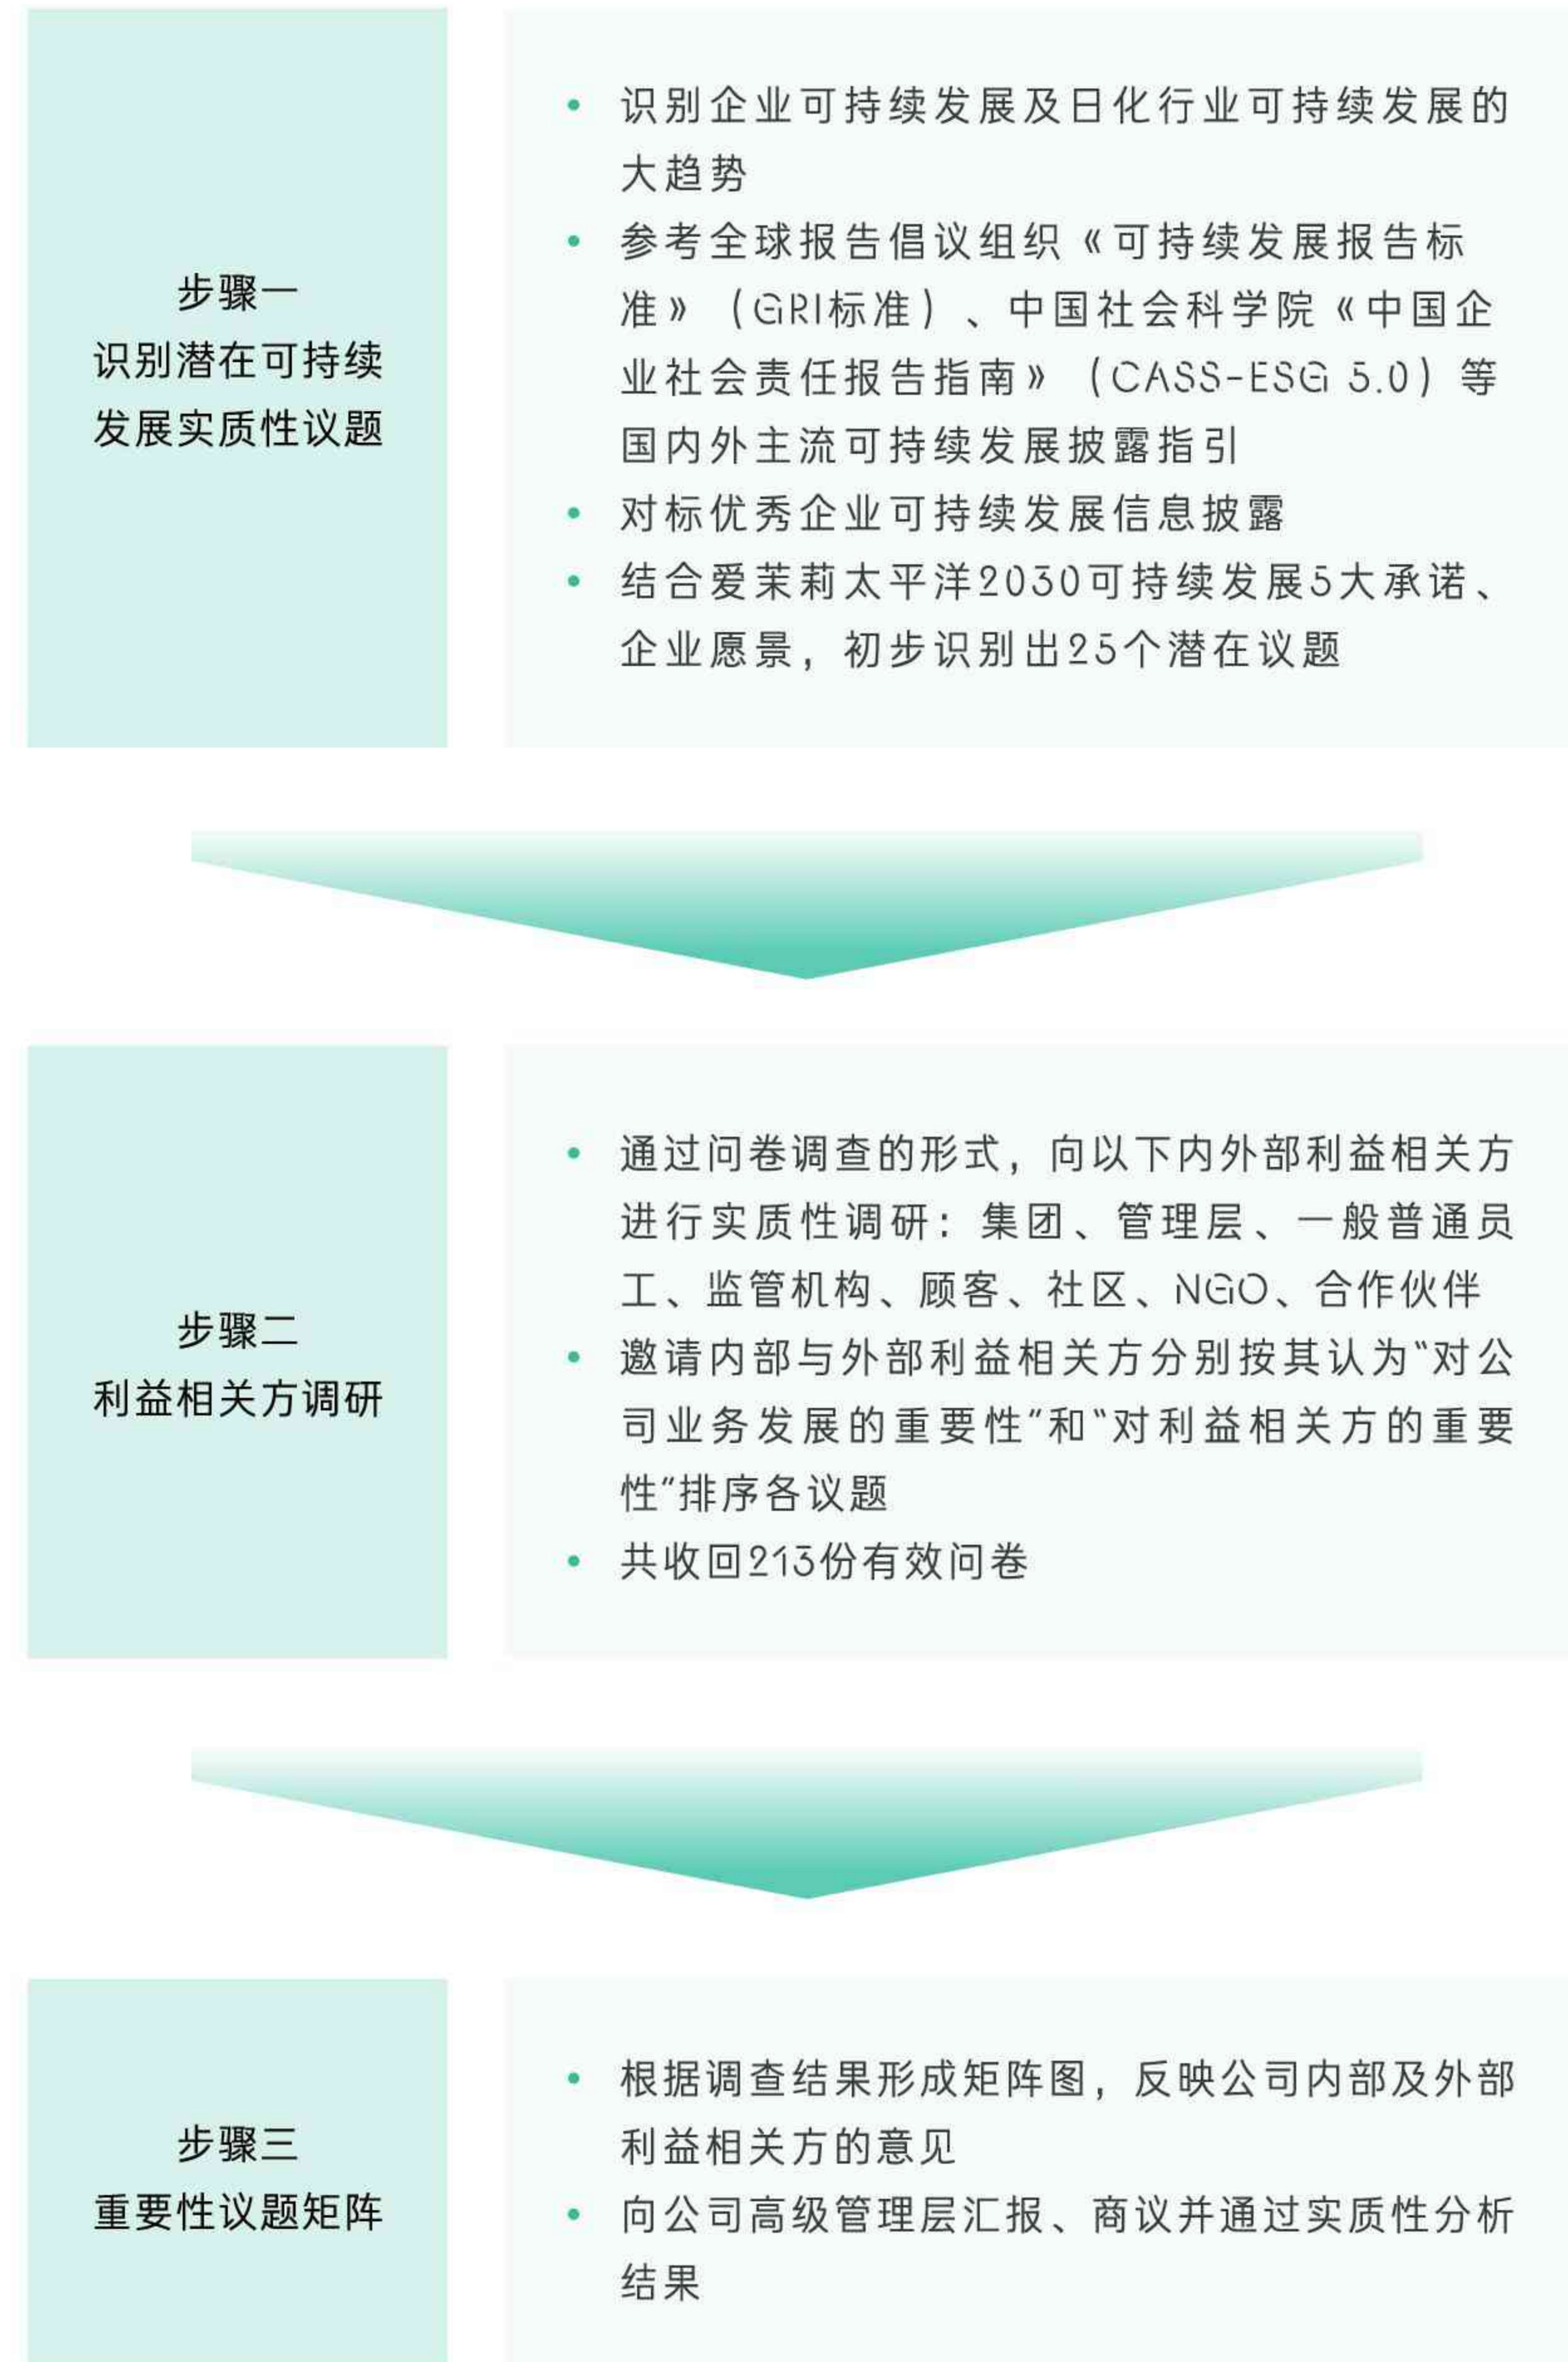 步骤一
识别潜在可持续
发展实质性议题
• 识别企业可持续发展及日化行业可持续发展的
大趋势
• 参考全球报告倡议组织《可持续发展报告标
准》（GRI标准）、中国社会科学院《中国企
业社会责任报告指南》（CASS-ESG 5.0）等
国内外主流可持续发展披露指引
• 对标优秀企业可持续发展信息披露
• 结合爱茉莉太平洋2030可持续发展5大承诺、
企业愿景，初步识别出25个潜在议题
步骤二
利益相关方调研
• 通过问卷调查的形式，向以下内外部利益相关方
进行实质性调研：集团、管理层、一般普通员
工、监管机构、顾客、社区、NGO、合作伙伴
• 邀请内部与外部利益相关方分别按其认为“对公
司业务发展的重要性”和“对利益相关方的重要
性”排序各议题
• 共收回213份有效问卷
步骤三
重要性议题矩阵
• 根据调查结果形成矩阵图，反映公司内部及外部
利益相关方的意见
• 向公司高级管理层汇报、商议并通过实质性分析
结果